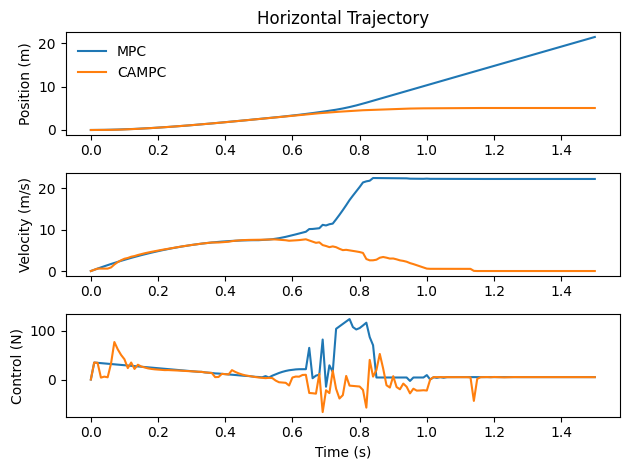 Horizontal Trajectory
Position (m)
20
10
0
MPC
CAMPC
0.0 0.2 0.4 0.6 0.8 1.0 1.2 1.4
Velocity (m/s)
20
10
0
0.0 0.2 0.4 0.6 0.8 1.0 1.2 1.4
Control (N)
100
0
0.0 0.2 0.4 0.6 0.8 1.0 1.2 1.4
Time (s)